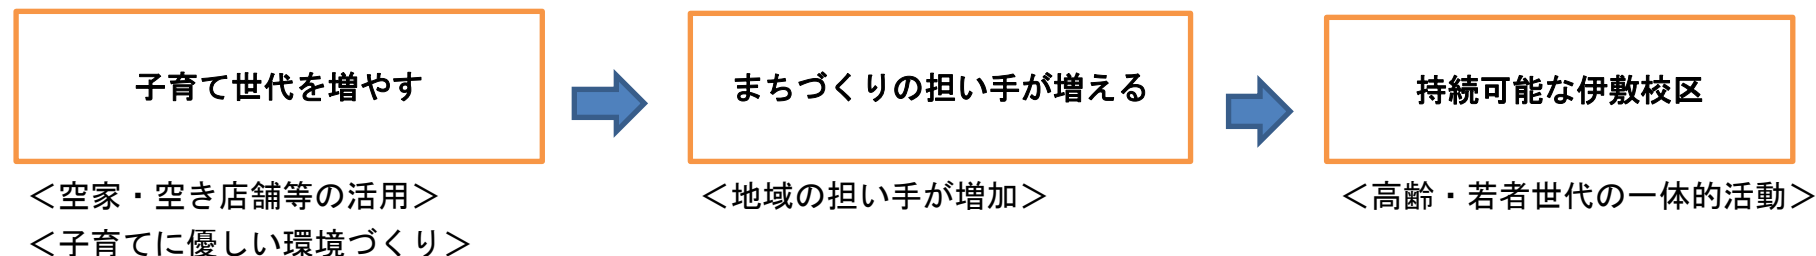 子育て世代を増やす
まちづくりの担い手が増える
持続可能な伊敷校区
＜空家・空き店舗等の活用＞
＜子育てに優しい環境づくり＞
＜地域の担い手が増加＞
＜高齢・若者世代の一体的活動＞